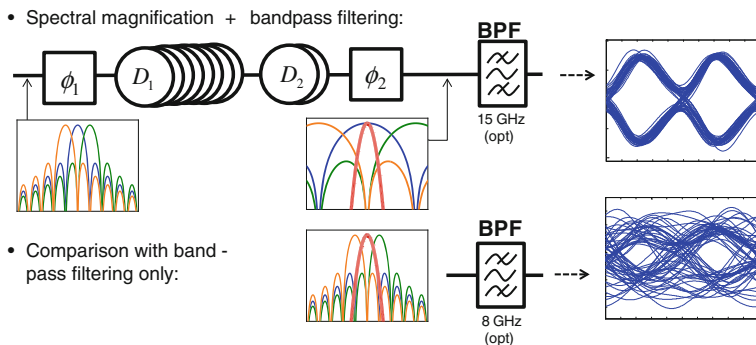 • Spectral magnification + bandpass filtering:
BPF
ϕ1
D1
D2
ϕ2
15 GHz
(opt)
• Comparison with band -
pass filtering only:
BPF
8 GHz
(opt)